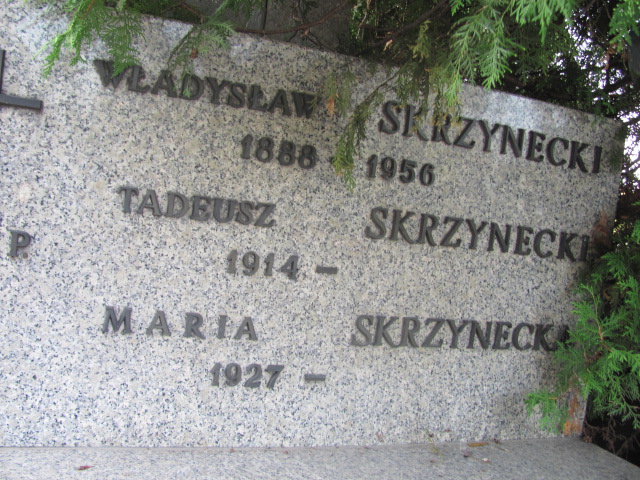 WŁADYSŁAW SKRZYNECKI
1888 1956
TADEUSZ SKRZYNECKI
P.
1914 –
MARIA SKRZYNECKA
1927 –